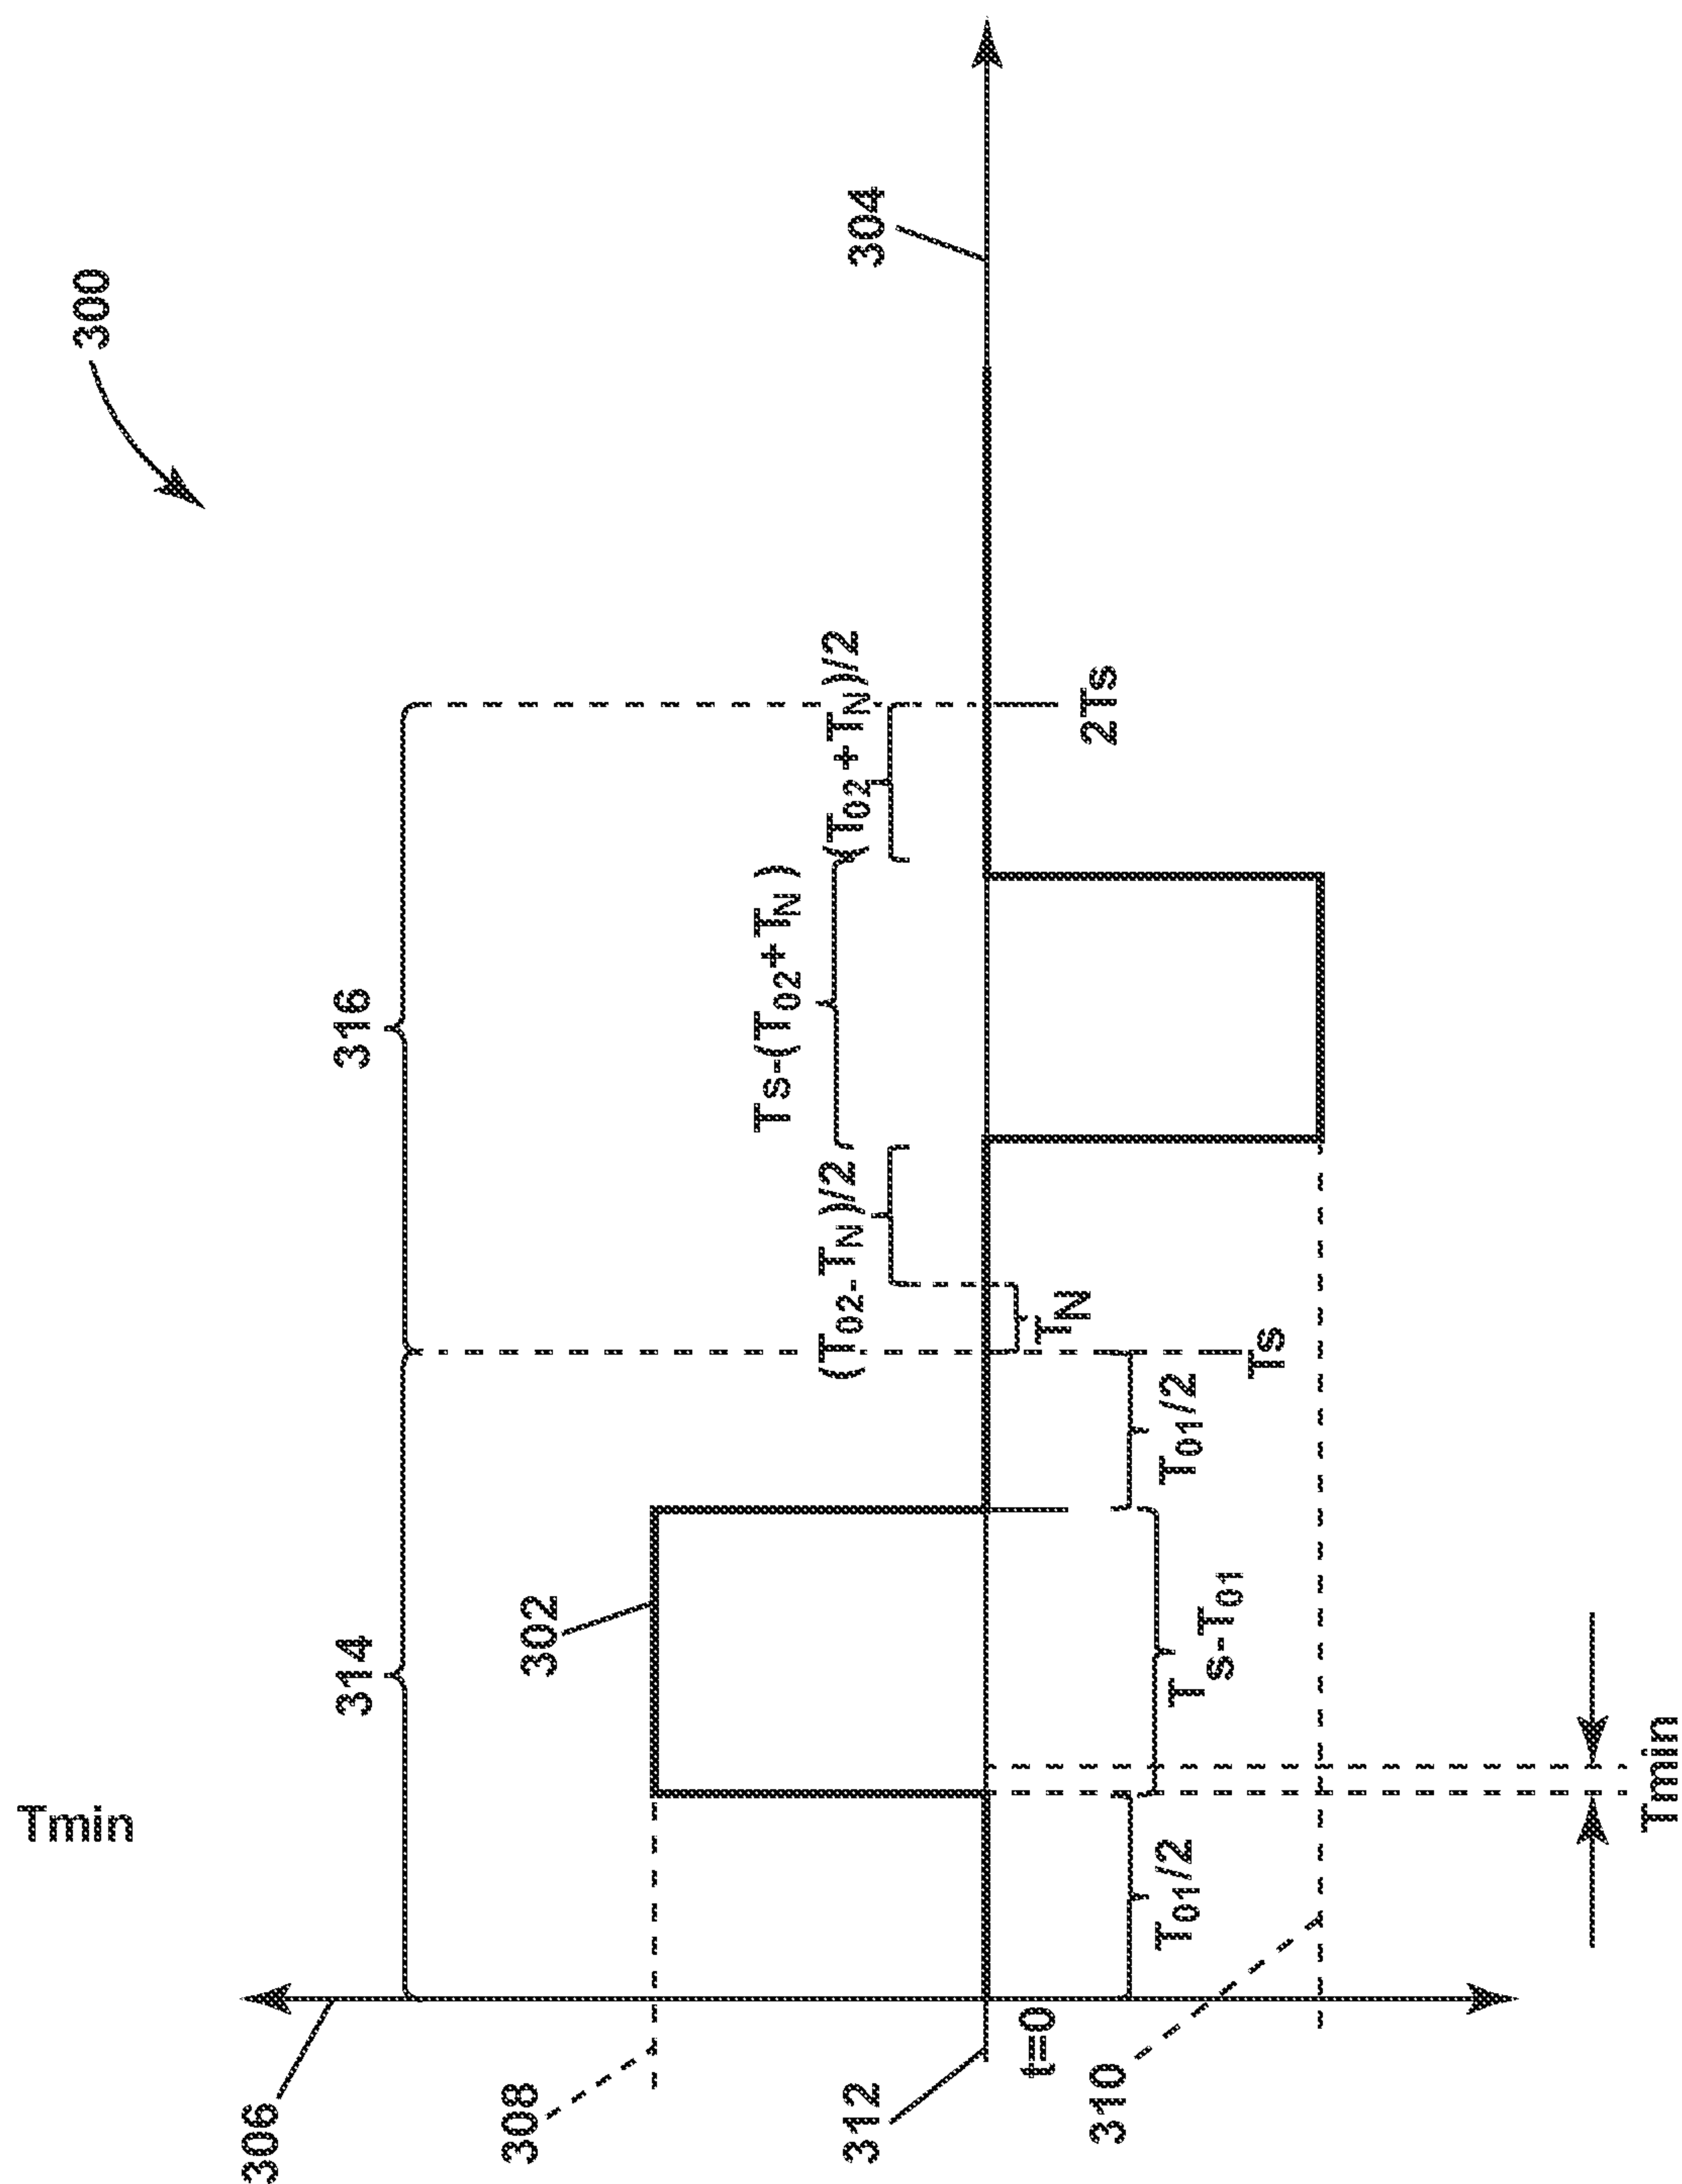 300
Tmin
314
316
306
302
308
Ts-(T02+TN)
(T02-TN)/2
(T02+TN)/2
304
312
t=0
TN
2Ts
310
T01/2
Ts-T01
T01/2
Ts
Tmin